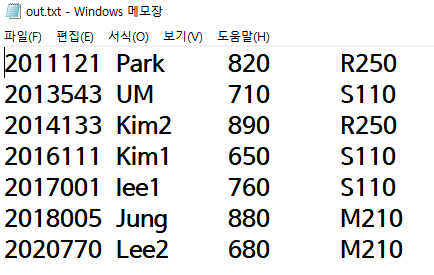 out.txt - Windows 메모장
파일(F) 편집(E) 서식(O) 보기(V) 도움말(H)
2011121 Park 820 R250
2013543 UM 710 S110
2014133 Kim2 890 R250
2016111 Kim1 650 S110
2017001 lee1 760 S110
2018005 Jung 880 M210
2020770 Lee2 680 M210